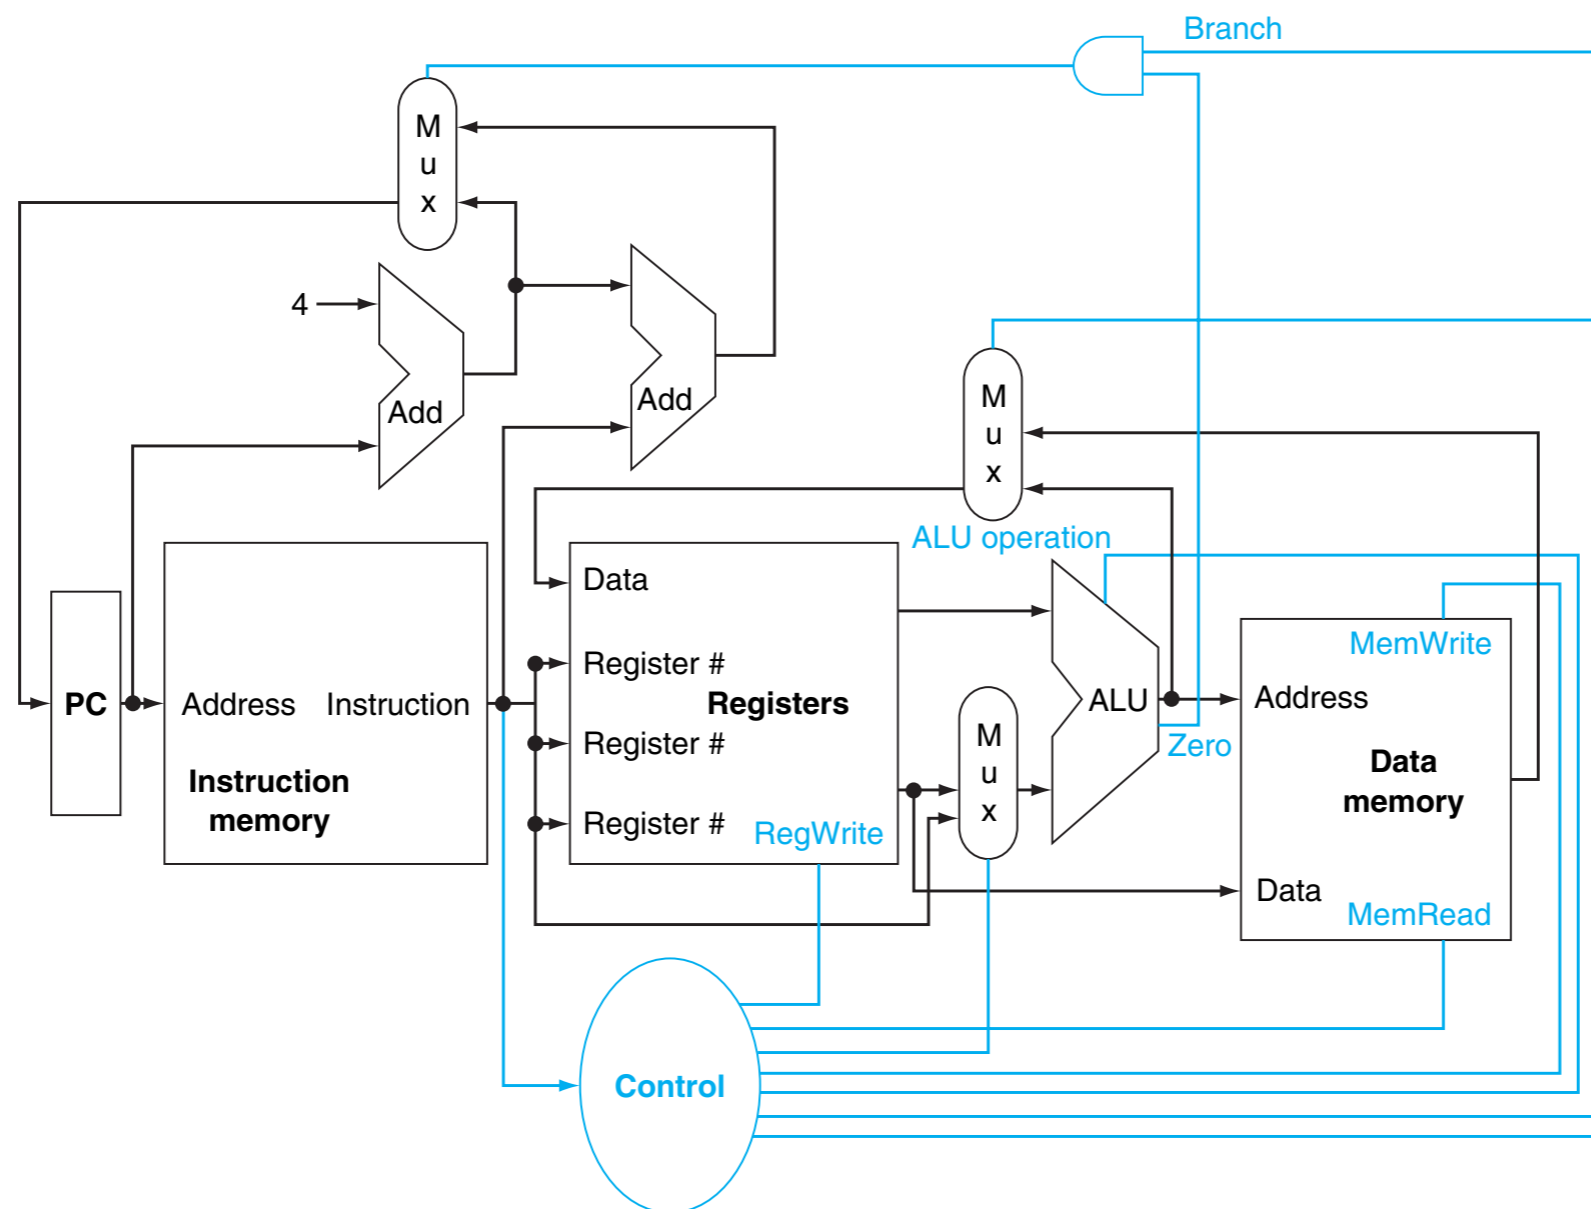 Branch
M
u
x
4
Add
Add
M
u
x
ALU operation
Data
Register #
Registers
Register #
Register #
RegWrite
PC
Address
Instruction
Instruction
memory
M
u
x
ALU
Zero
MemWrite
Address
Data
memory
Data
MemRead
Control